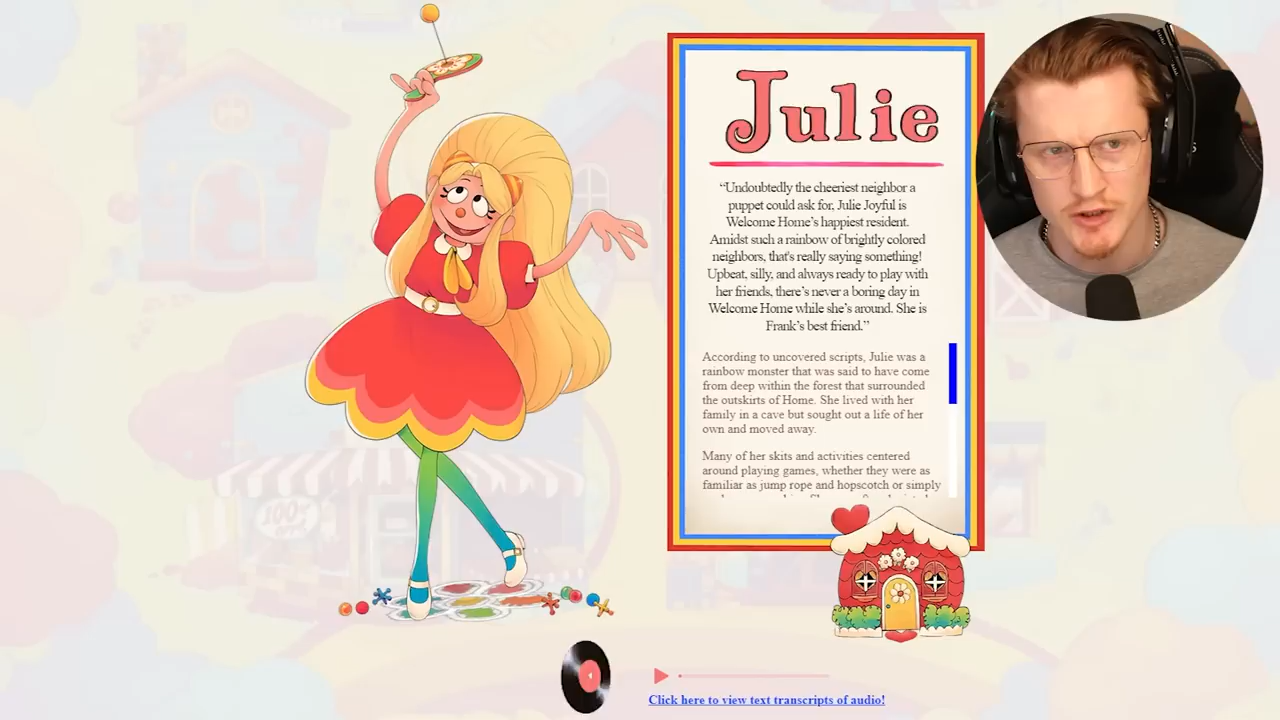 Julie
“Undoubtedly the cheeriest neighbor a
puppet could ask for, Julie Joyful is
Welcome Home’s happiest resident.
Amidst such a rainbow of brightly colored
neighbors, that's really saying something!
Upbeat, silly, and always ready to play with
her friends, there’s never a boring day in
Welcome Home while she’s around. She is
Frank’s best friend.”
According to uncovered scripts, Julie was a
rainbow monster that was said to have come
from deep within the forest that surrounded
the outskirts of Home. She lived with her
family in a cave but sought out a life of her
own and moved away.
Many of her skits and activities centered
around playing games, whether they were as
familiar as jump rope and hopscotch or simply
Click here to view text transcripts of audio!